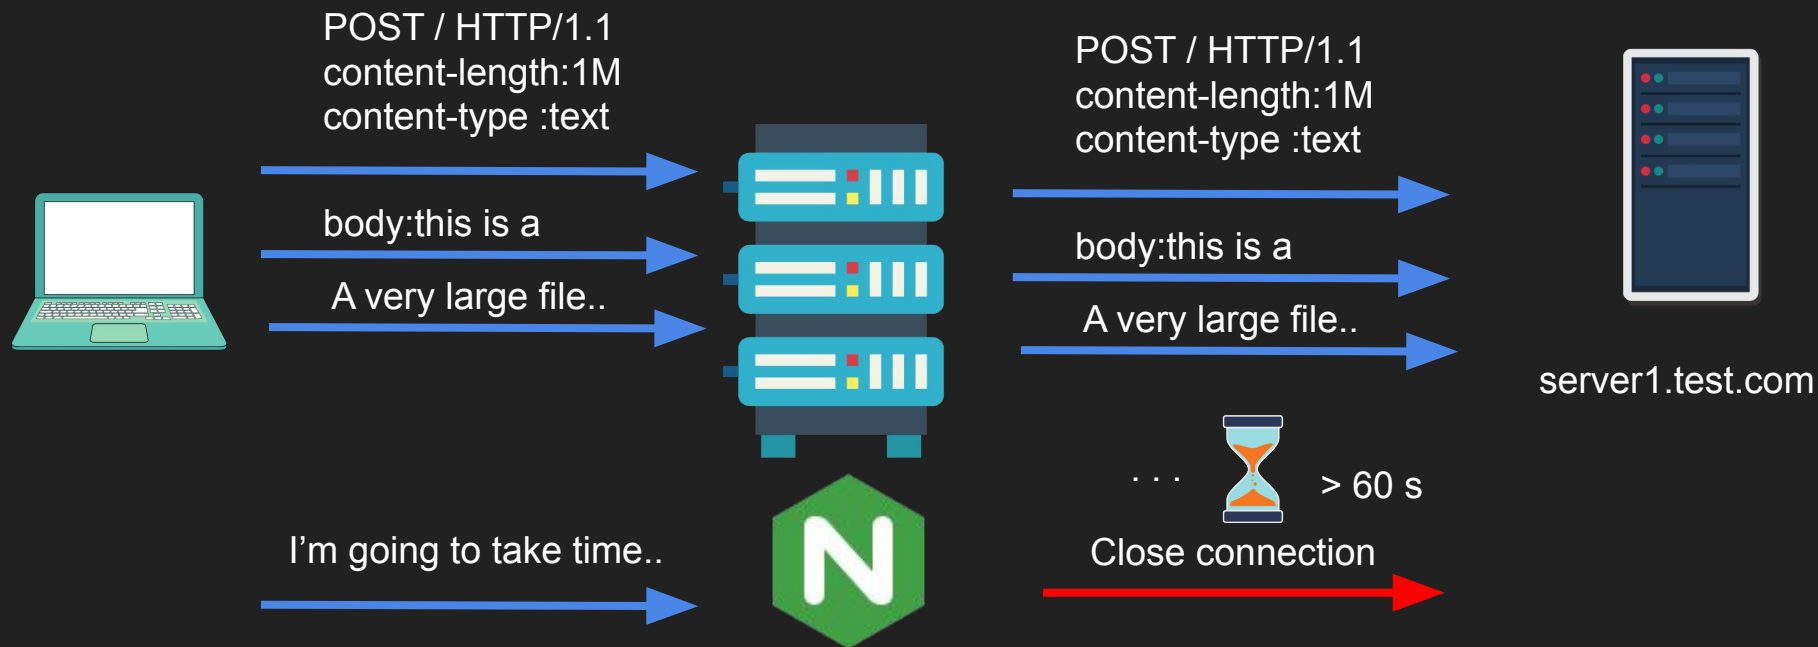 POST / HTTP/1.1
content-length:1M
content-type :text
body:this is a
A very large file..
I’m going to take time..
N
POST / HTTP/1.1
content-length:1M
content-type :text
body:this is a
A very large file..
. . .
> 60 s
Close connection
server1.test.com